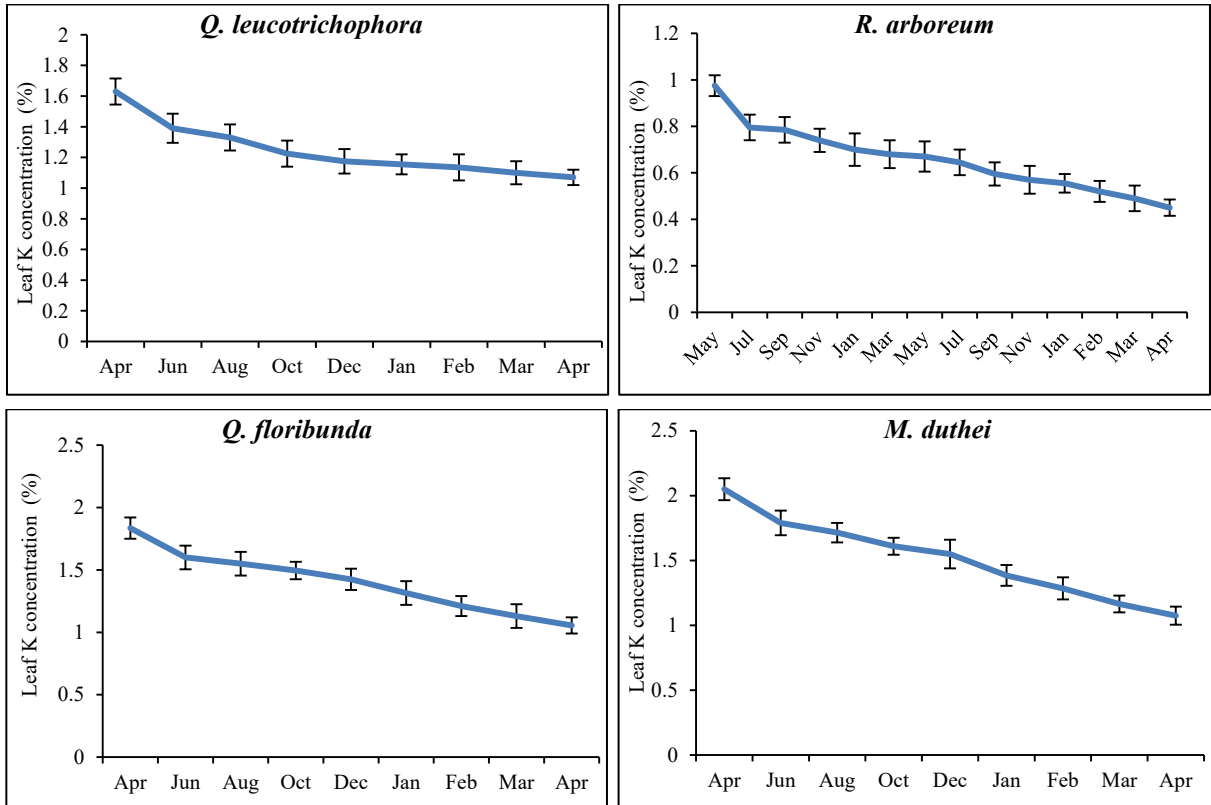 Q. leucotrichophora
Leaf K concentration (%)
2
1.8
1.6
1.4
1.2
1
0.8
0.6
0.4
0.2
0
Apr Jun Aug Oct Dec Jan Feb Mar Apr
R. arboreum
Leaf K concentration (%)
1.2
1
0.8
0.6
0.4
0.2
0
May Jul Sep Nov Jan Mar May Jul Sep Nov Jan Feb Mar Apr
Q. floribunda
Leaf K concentration (%)
2.5
2
1.5
1
0.5
0
Apr Jun Aug Oct Dec Jan Feb Mar Apr
M. duthei
Leaf K concentration (%)
2.5
2
1.5
1
0.5
0
Apr Jun Aug Oct Dec Jan Feb Mar Apr